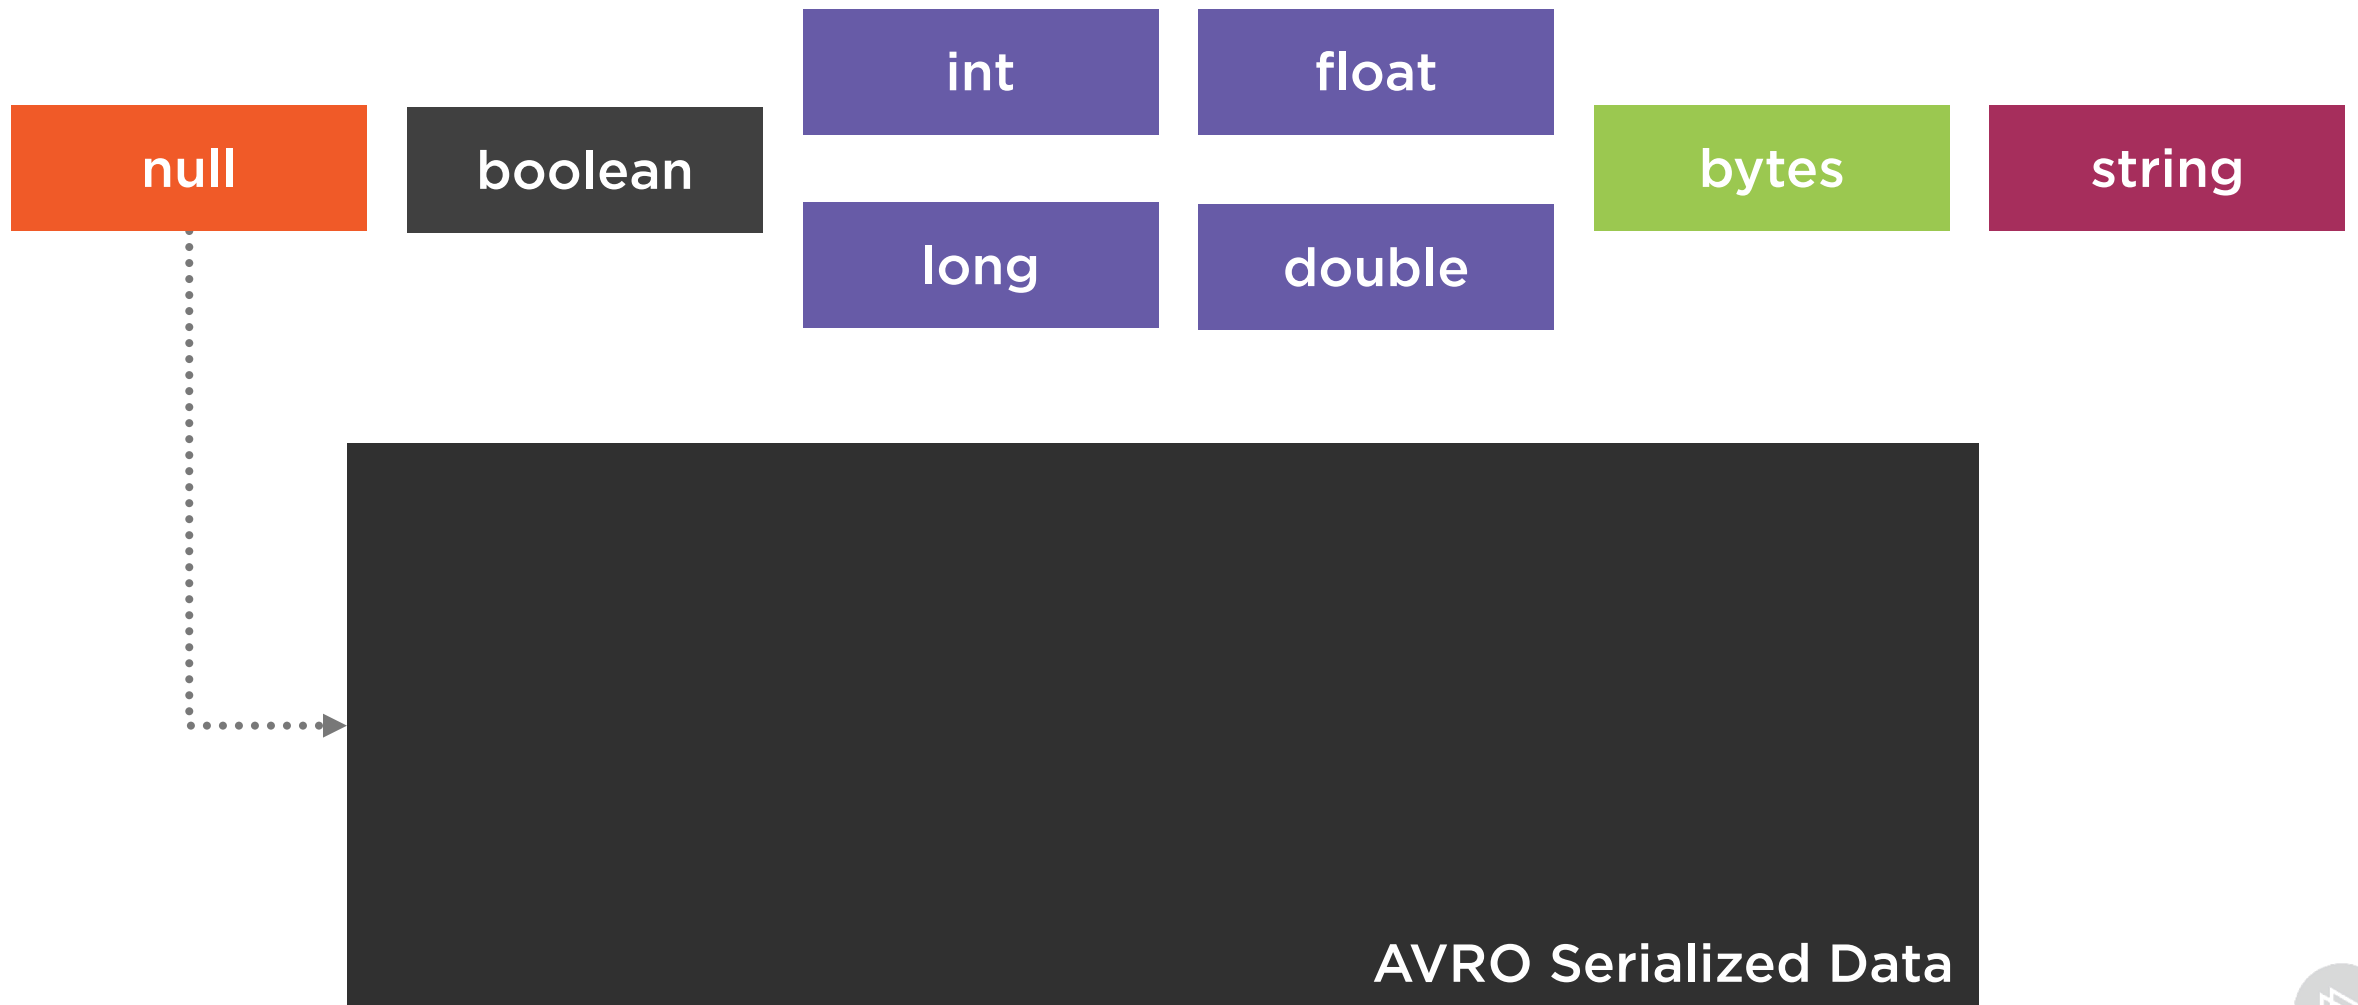 null
boolean
int
float
long
double
bytes
string
AVRO Serialized Data